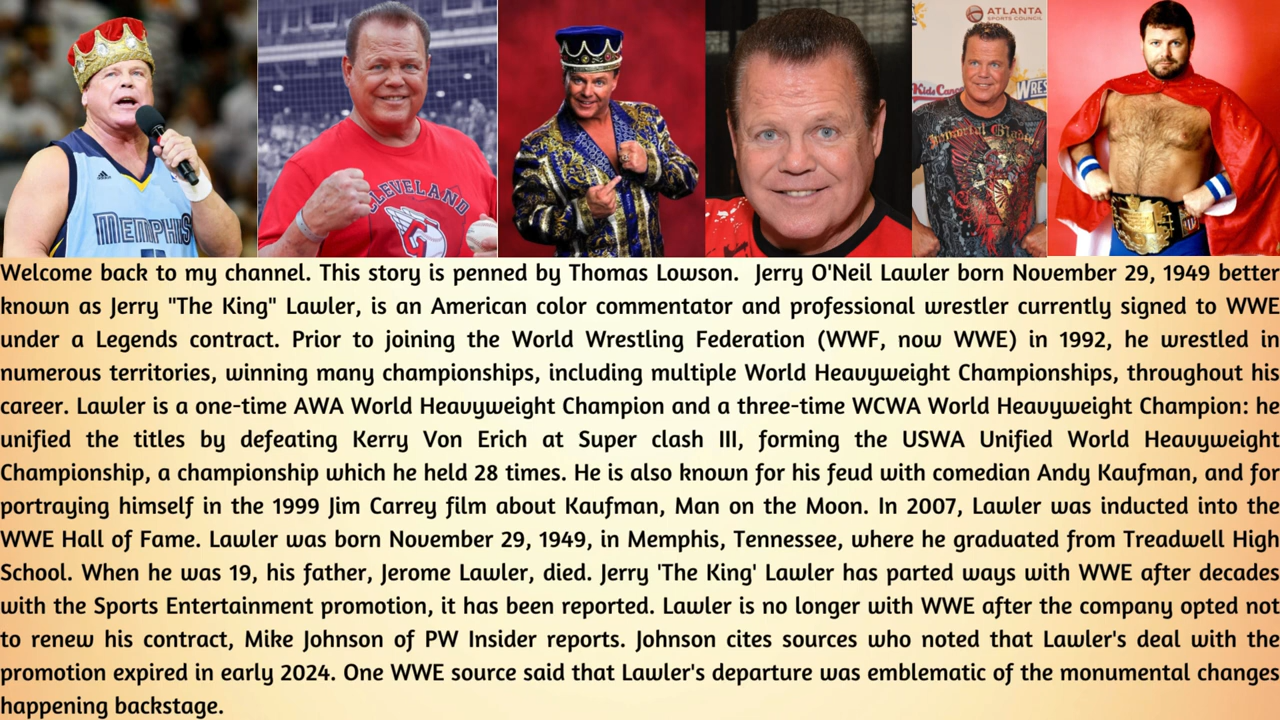 ATLANTA
SPORTS COUNCIL
MEMPHIS
CLEVELAND
Welcome back to my channel. This story is penned by Thomas Lowson.  Jerry O'Neil Lawler born November 29, 1949 better
known as Jerry "The King" Lawler, is an American color commentator and professional wrestler currently signed to WWE
under a Legends contract. Prior to joining the World Wrestling Federation (WWF, now WWE) in 1992, he wrestled in
numerous territories, winning many championships, including multiple World Heavyweight Championships, throughout his
career. Lawler is a one-time AWA World Heavyweight Champion and a three-time WCWA World Heavyweight Champion: he
unified the titles by defeating Kerry Von Erich at Super clash III, forming the USWA Unified World Heavyweight
Championship, a championship which he held 28 times. He is also known for his feud with comedian Andy Kaufman, and for
portraying himself in the 1999 Jim Carrey film about Kaufman, Man on the Moon. In 2007, Lawler was inducted into the
WWE Hall of Fame. Lawler was born November 29, 1949, in Memphis, Tennessee, where he graduated from Treadwell High
School. When he was 19, his father, Jerome Lawler, died. Jerry 'The King' Lawler has parted ways with WWE after decades
with the Sports Entertainment promotion, it has been reported. Lawler is no longer with WWE after the company opted not
to renew his contract, Mike Johnson of PW Insider reports. Johnson cites sources who noted that Lawler's deal with the
promotion expired in early 2024. One WWE source said that Lawler's departure was emblematic of the monumental changes
happening backstage.